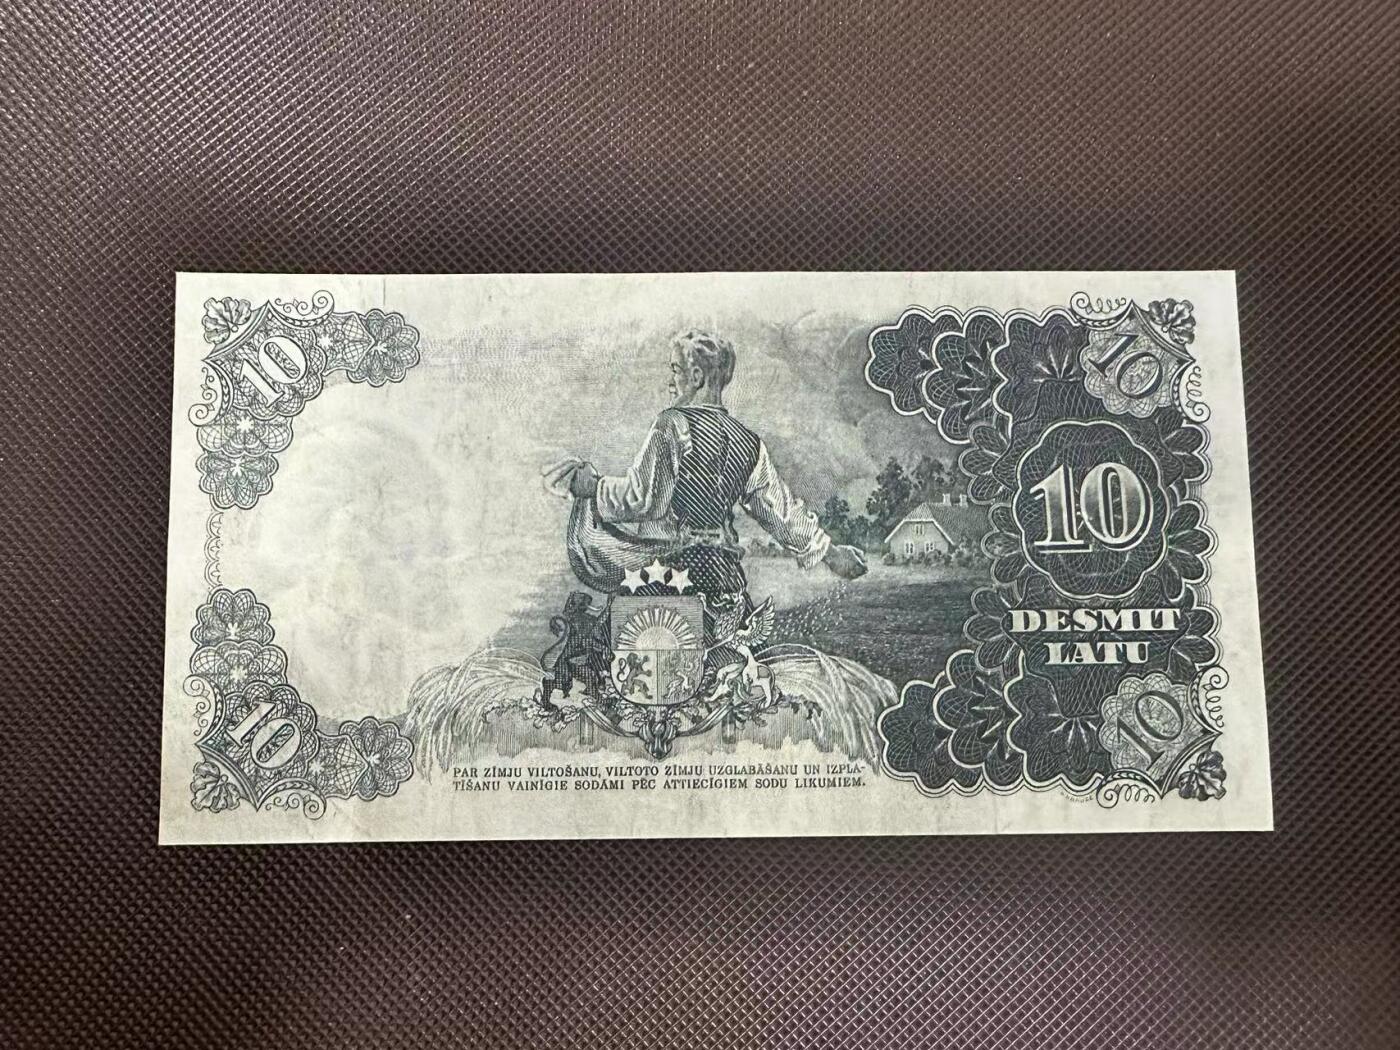 10
10
10
DESMIT
LATU
10
10
PAR ZĪMJU VILTOŠANU, VILTOTO ZĪMJU UZGLABĀŠANU UN IZPLA-
TĪŠANU VAINĪGIE SODĀMI PĒC ATTIECĪGIEM SODU LIKUMIEM.